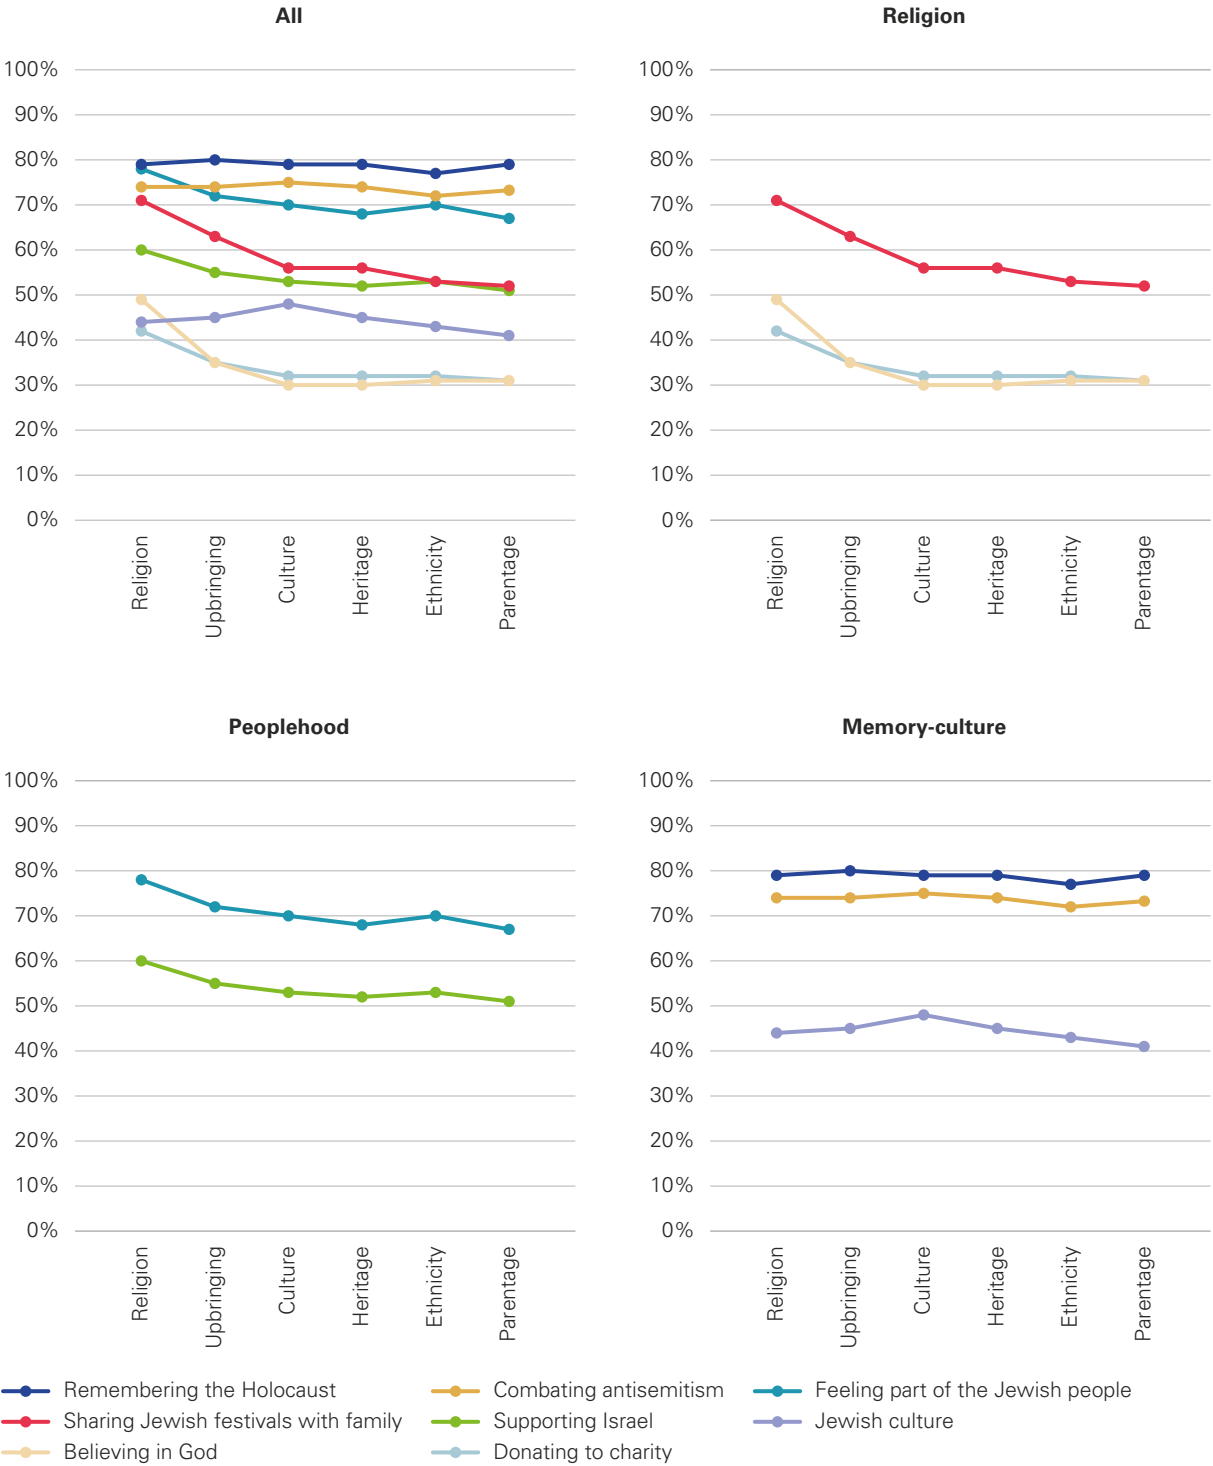 All
100%
90%
80%
70%
60%
50%
40%
30%
20%
10%
0%
Religion
Upbringing
Culture
Heritage
Ethnicity
Parentage
Religion
100%
90%
80%
70%
60%
50%
40%
30%
20%
10%
0%
Religion
Upbringing
Culture
Heritage
Ethnicity
Parentage
Peoplehood
100%
90%
80%
70%
60%
50%
40%
30%
20%
10%
0%
Religion
Upbringing
Culture
Heritage
Ethnicity
Parentage
Memory-culture
100%
90%
80%
70%
60%
50%
40%
30%
20%
10%
0%
Religion
Upbringing
Culture
Heritage
Ethnicity
Parentage
Remembering the Holocaust
Combating antisemitism
Feeling part of the Jewish people
Sharing Jewish festivals with family
Supporting Israel
Jewish culture
Believing in God
Donating to charity